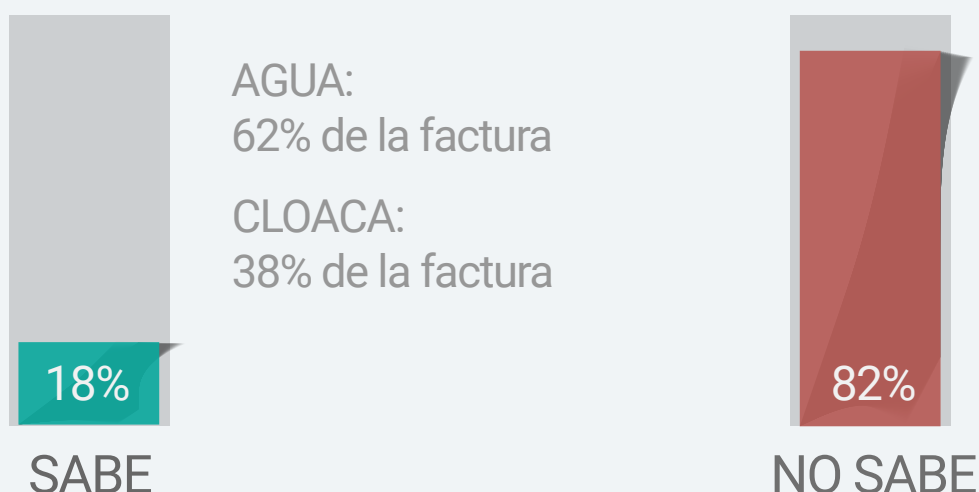 AGUA:
62% de la factura
CLOACA:
38% de la factura
18%
82%
SABE
NO SABE